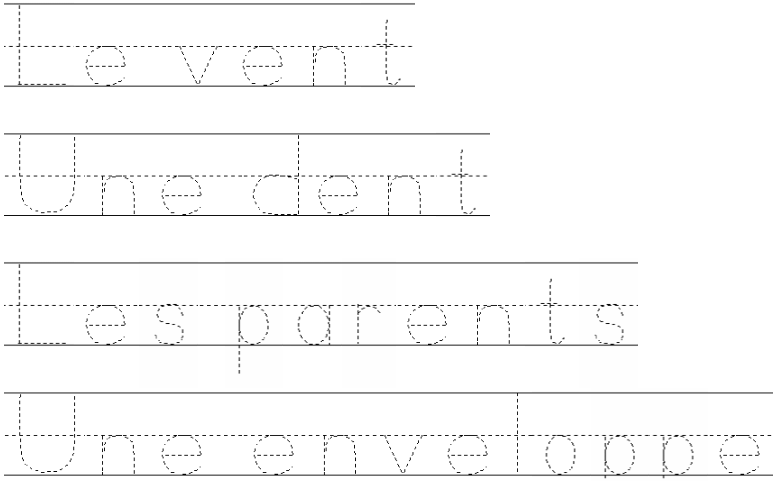 Le vent
Une dent
Les parents
Une enveloppe